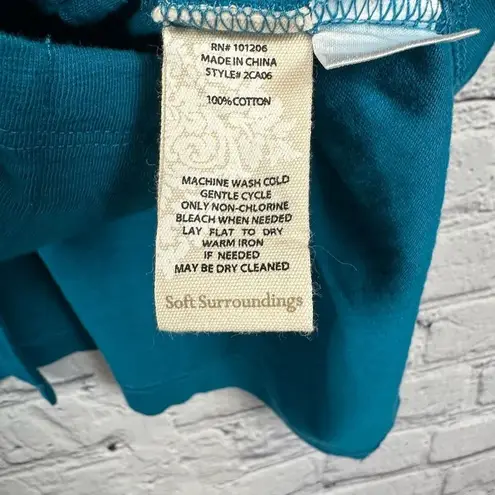 RN# 101206
MADE IN CHINA
STYLE# 2CA06
100% COTTON
MACHINE WASH COLD
GENTLE CYCLE
ONLY NON-CHLORINE
BLEACH WHEN NEEDED
LAY FLAT TO DRY
WARM IRON
IF NEEDED
MAY BE DRY CLEANED
Soft Surroundings